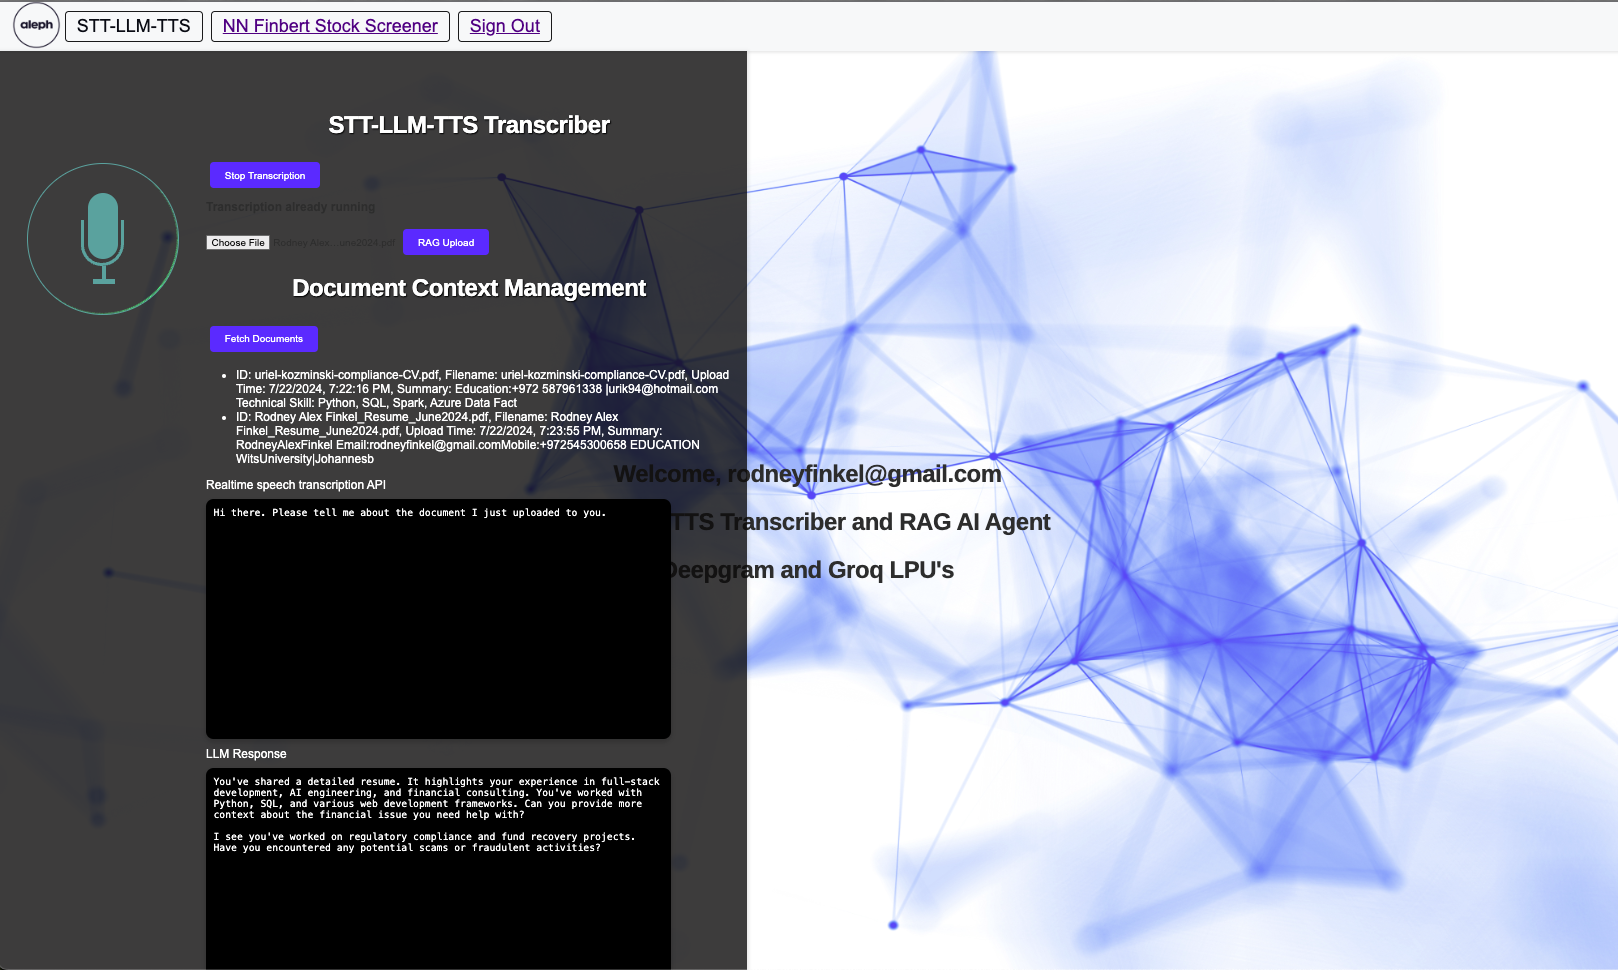 aleph
STT-LLM-TTS
NN Finbert Stock Screener
Sign Out
STT-LLM-TTS Transcriber
Stop Transcription
Transcription already running
Choose File
Rodney Alex...une2024.pdf
RAG Upload
Document Context Management
Fetch Documents
ID: uriel-kozminski-compliance-CV.pdf, Filename: uriel-kozminski-compliance-CV.pdf, Upload
Time: 7/22/2024, 7:22:16 PM, Summary: Education:+972 587961338 |urik94@hotmail.com
Technical Skill: Python, SQL, Spark, Azure Data Fact
ID: Rodney Alex Finkel_Resume_June2024.pdf, Filename: Rodney Alex
Finkel_Resume_June2024.pdf, Upload Time: 7/22/2024, 7:23:55 PM, Summary:
RodneyAlexFinkel Email:rodneyfinkel@gmail.comMobile:+972545300658 EDUCATION
WitsUniversity|Johannesb
Welcome, rodneyfinkel@gmail.com
TTS Transcriber and RAG AI Agent
Deepgram and Groq LPU's
Realtime speech transcription API
Hi there. Please tell me about the document I just uploaded to you.
LLM Response
You've shared a detailed resume. It highlights your experience in full-stack
development, AI engineering, and financial consulting. You've worked with
Python, SQL, and various web development frameworks. Can you provide more
context about the financial issue you need help with?
I see you've worked on regulatory compliance and fund recovery projects.
Have you encountered any potential scams or fraudulent activities?